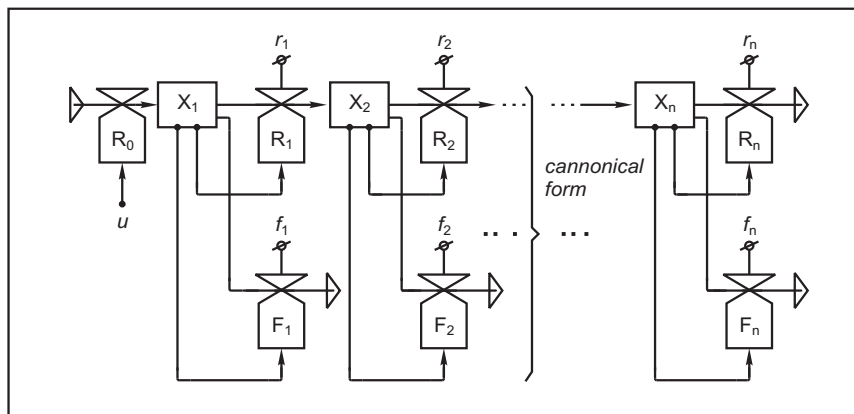 r1 r2 rn
X1 X2 ... ... Xn
R0 R1 R2 Rn
cannonical
form
u f1 f2 ... ... fn
F1 F2 Fn